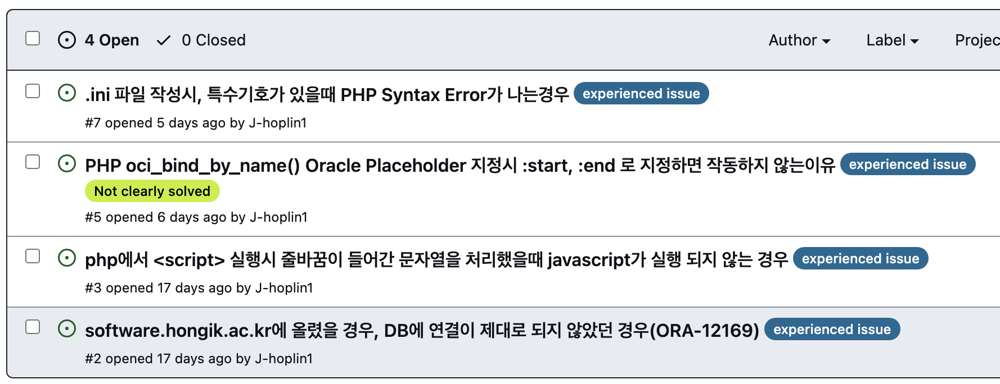 4 Open 0 Closed Author Label Projec
.ini 파일 작성시, 특수기호가 있을때 PHP Syntax Error가 나는경우 experienced issue
#7 opened 5 days ago by J-hoplin1
PHP oci_bind_by_name() Oracle Placeholder 지정시 :start, :end 로 지정하면 작동하지 않는이유 experienced issue
Not clearly solved
#5 opened 6 days ago by J-hoplin1
php에서 <script> 실행시 줄바꿈이 들어간 문자열을 처리했을때 javascript가 실행 되지 않는 경우 experienced issue
#3 opened 17 days ago by J-hoplin1
software.hongik.ac.kr에 올렸을 경우, DB에 연결이 제대로 되지 않았던 경우(ORA-12169) experienced issue
#2 opened 17 days ago by J-hoplin1